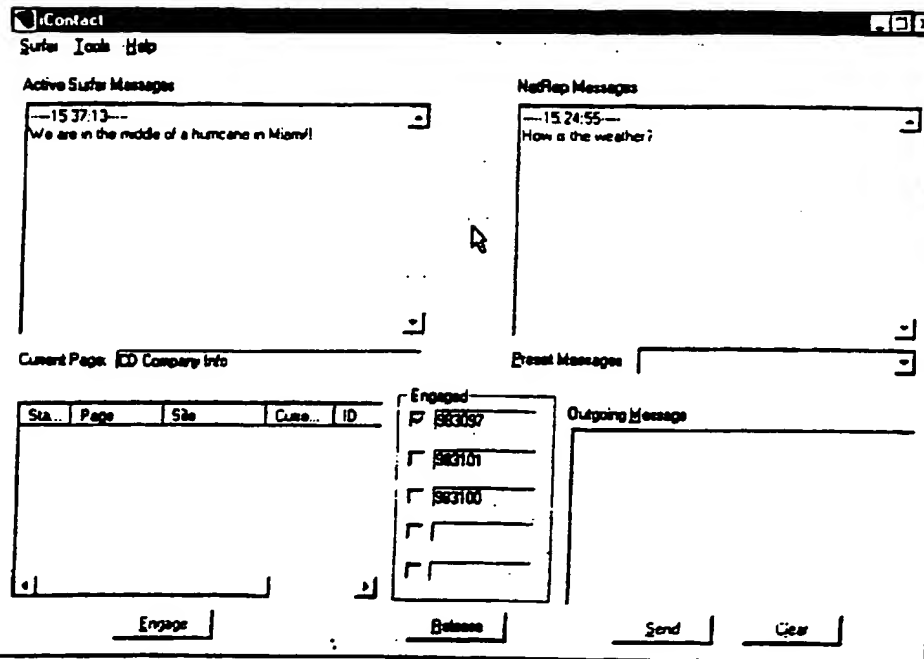 iContact
Surfer Tools Help
Active Surfer Messages
----15:37:13----
We are in the middle of a hurricane in Miami!!
NetRep Messages
----15:24:55----
How is the weather?
Current Page: ICD Company Info
Preset Messages
Sta... Page Site Cuse... ID
Engaged
983097
983101
983100
Outgoing Message
Engage
Release
Send
Clear